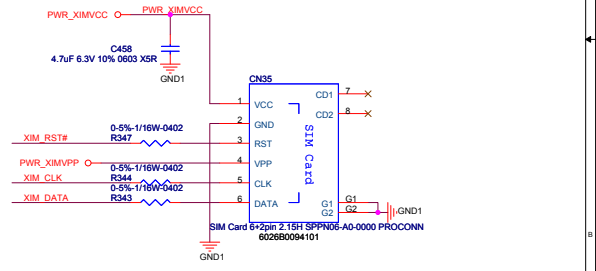 PWR_XIMVCC
PWR_XIMVCC
C458
4.7uF 6.3V 10% 0603 X5R
GND1
CN35
1 VCC
2 GND
3 RST
4 VPP
5 CLK
6 DATA
CD1 7
CD2 8
G1 G1
G2 G2
SIM Card
GND1
XIM_RST#
0-5%-1/16W-0402
R347
PWR_XIMVPP
0-5%-1/16W-0402
XIM_CLK
R344
0-5%-1/16W-0402
XIM_DATA
R343
SIM Card 6+2pin 2.15H SPPN06-A0-0000 PROCONN
6026B0094101
GND1
B